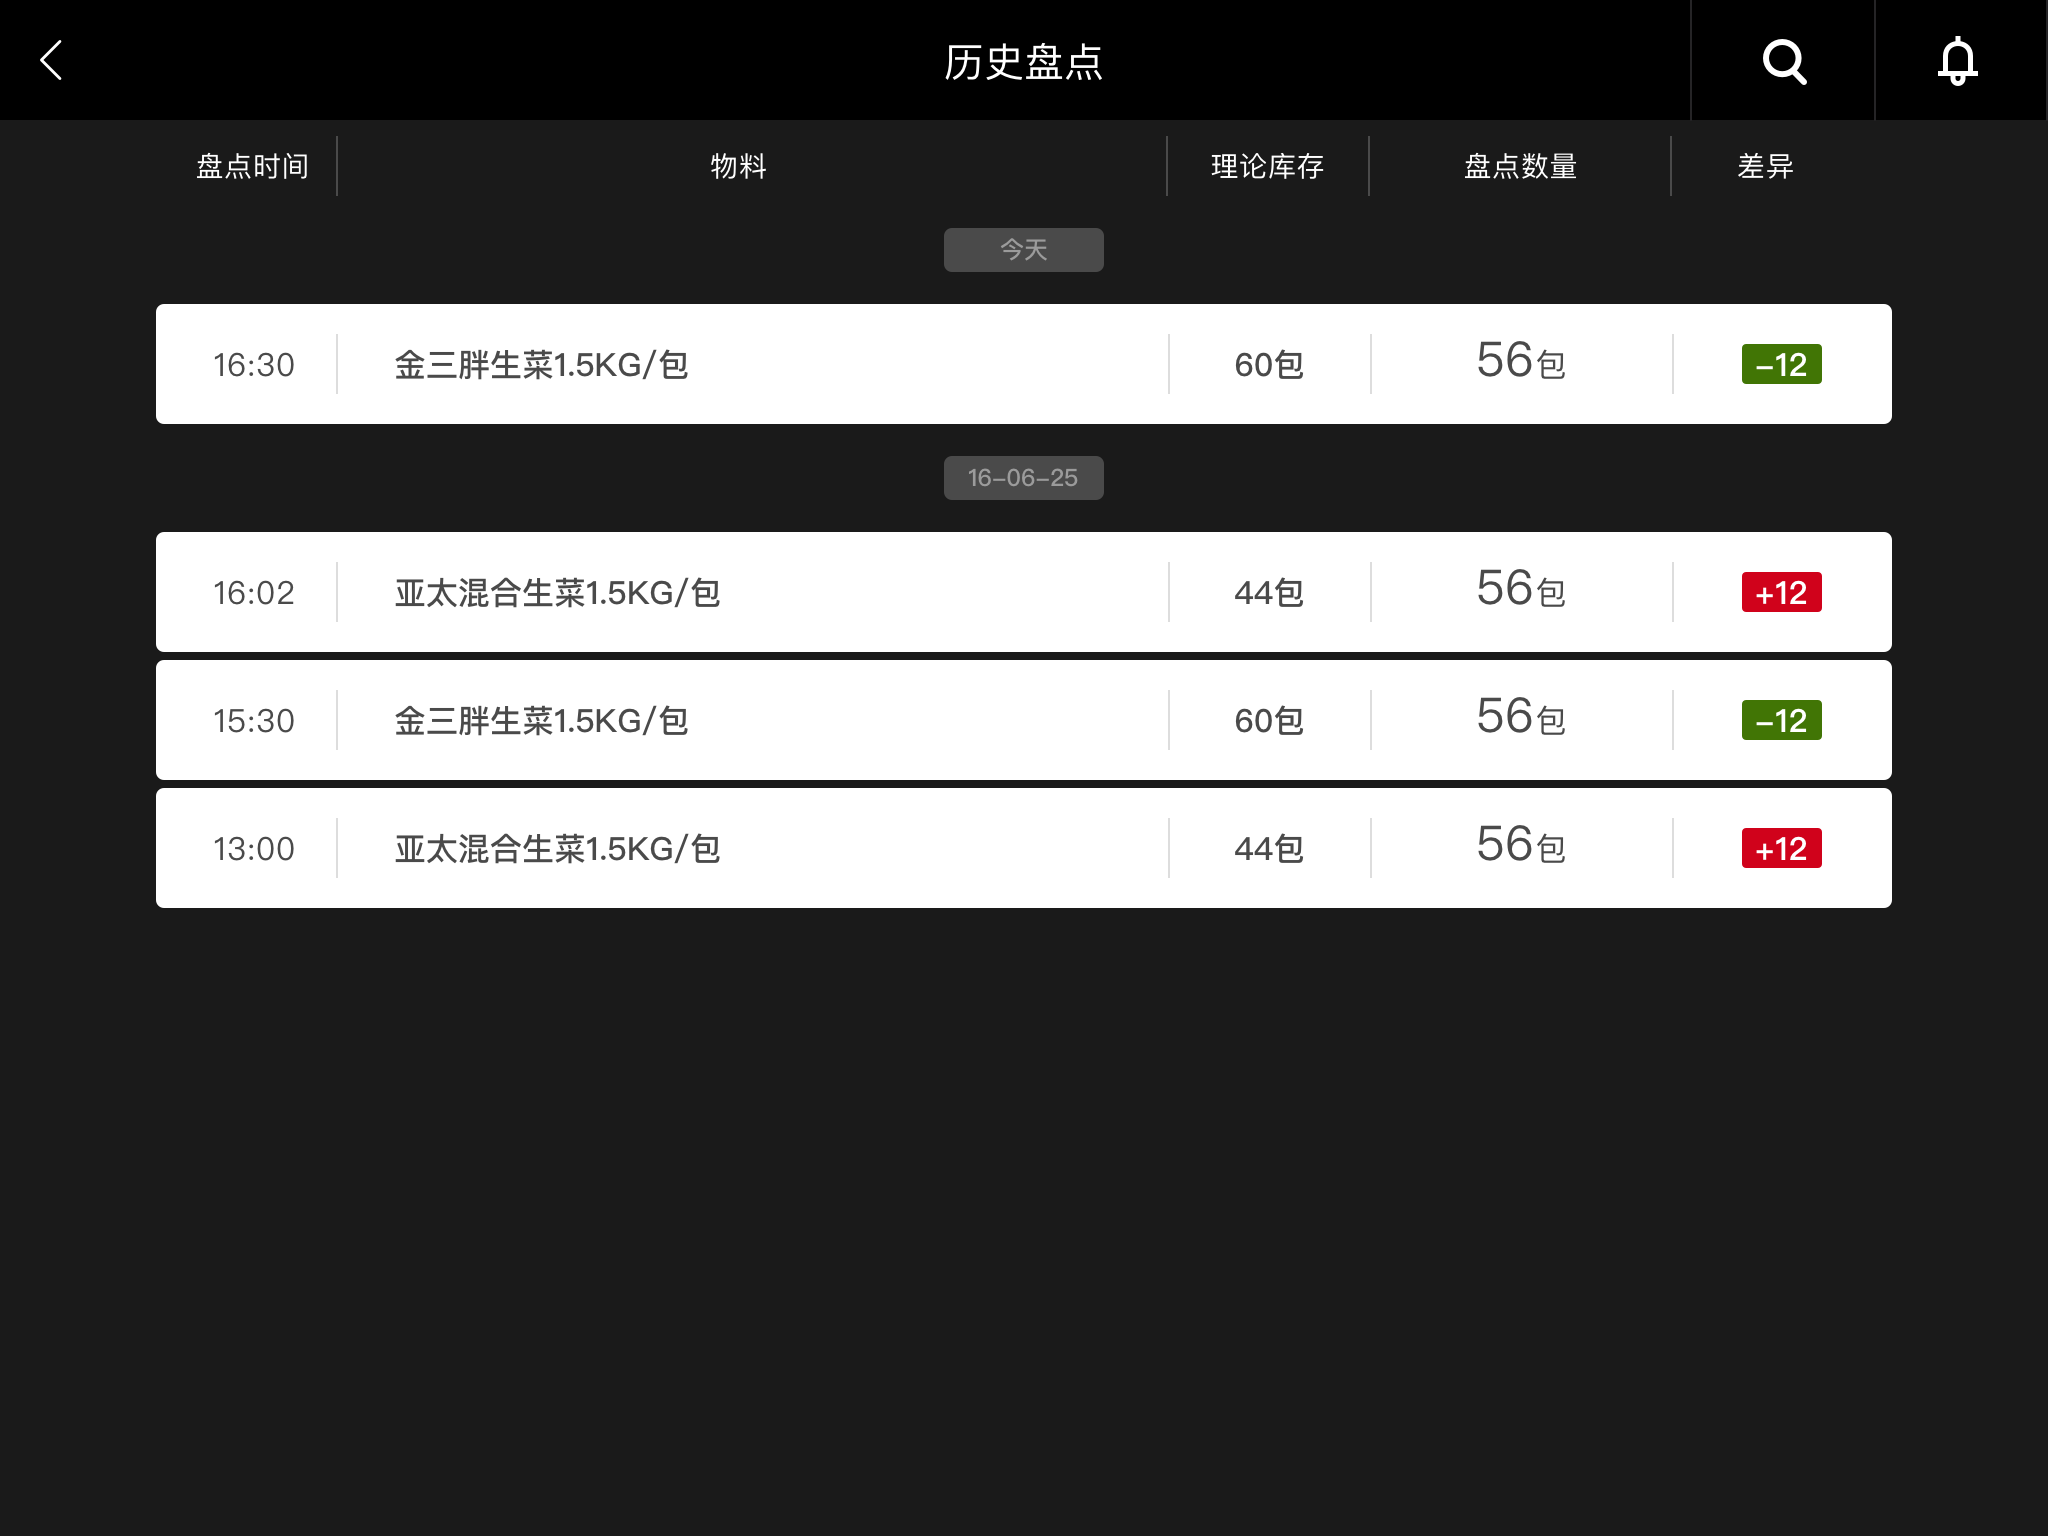 历史盘点
盘点时间 物料 理论库存 盘点数量 差异
今天
16:30 金三胖生菜1.5KG/包 60包 56包 -12
16-06-25
16:02 亚太混合生菜1.5KG/包 44包 56包 +12
15:30 金三胖生菜1.5KG/包 60包 56包 -12
13:00 亚太混合生菜1.5KG/包 44包 56包 +12